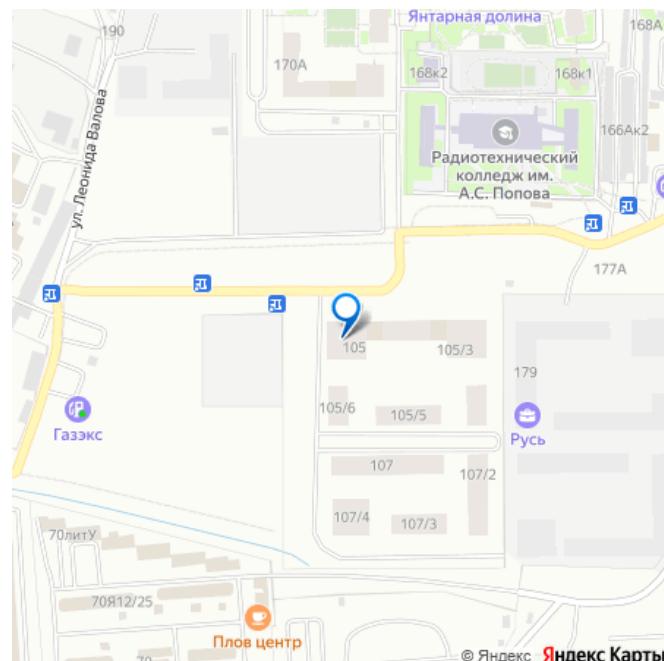 Янтарная долина
190
168А
170А
168к2
168к1
166Ак2
Радиотехнический
колледж им.
А.С. Попова
ул. Леонида Валова
177А
105
105/3
179
105/6
105/5
Газэкс
Русь
107
107/2
107/4
107/3
70литУ
70Я12/25
70
Плов центр
© Яндекс Яндекс Карты